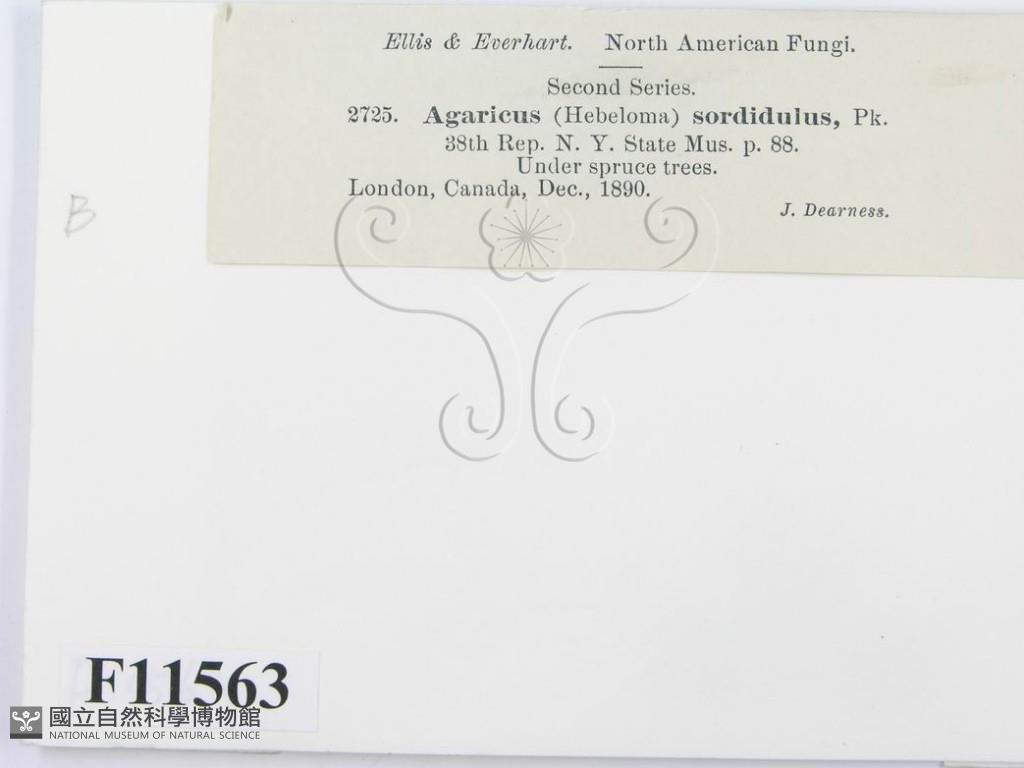 Ellis & Everhart. North American Fungi.
Second Series.
2725. Agaricus (Hebeloma) sordidulus, Pk.
38th Rep. N. Y. State Mus. p. 88.
Under spruce trees.
London, Canada, Dec., 1890.
J. Dearness.
B
F11563
國立自然科學博物館
NATIONAL MUSEUM OF NATURAL SCIENCE